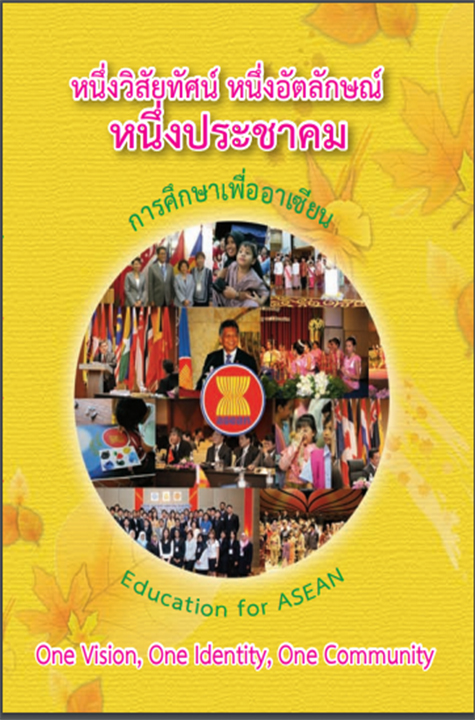 หนึ่งวิสัยทัศน์ หนึ่งอัตลักษณ์
หนึ่งประชาคม
การศึกษาเพื่ออาเซียน
asean
Education for ASEAN
One Vision, One Identity, One Community